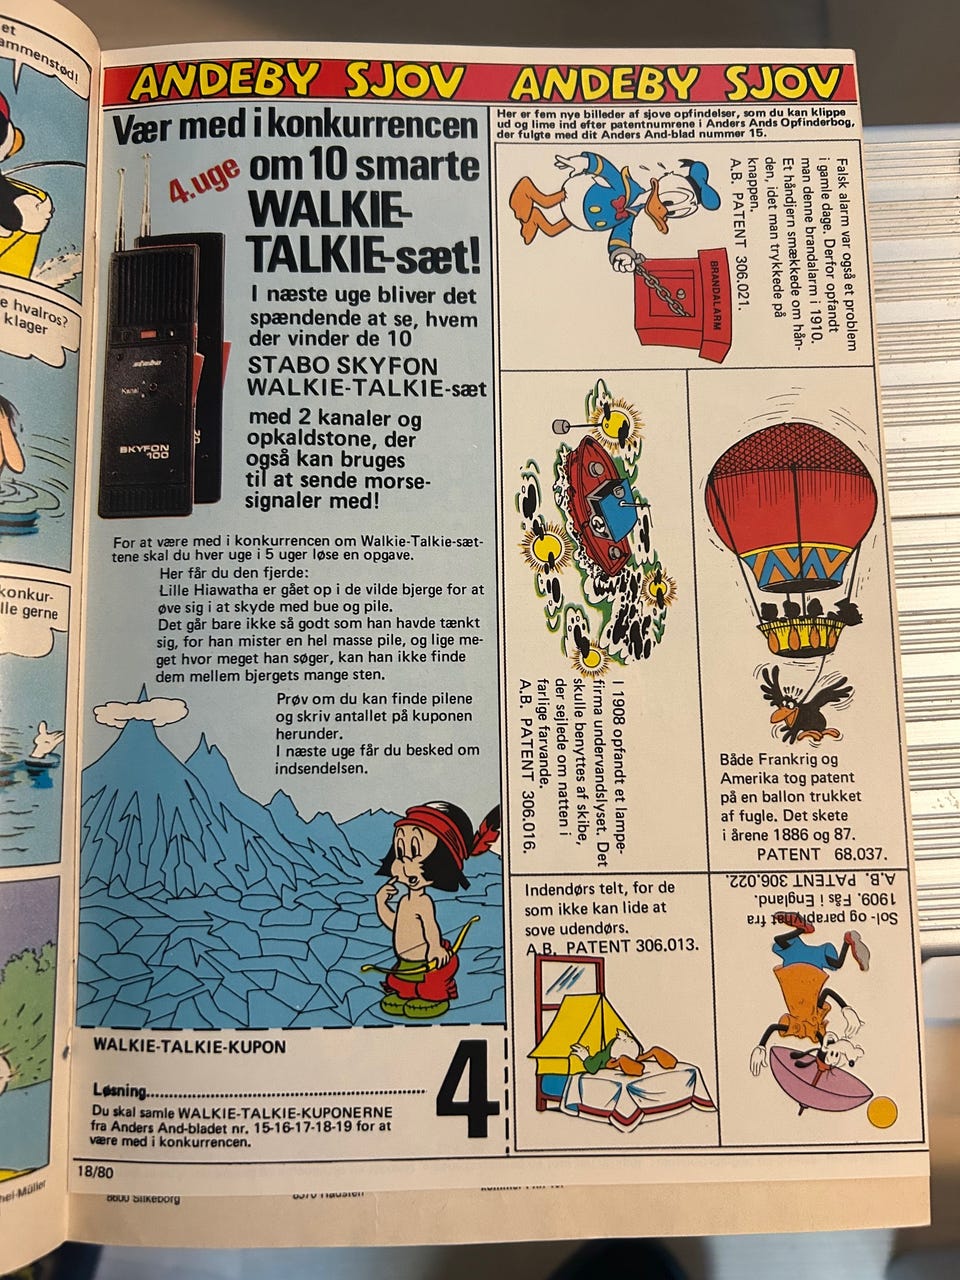 et
ammenstød!
e hvalros?
klager
konkur-
lle gerne
ANDEBY SJOV ANDEBY SJOV
Vær med i konkurrencen
4. uge
om 10 smarte
WALKIE-
TALKIE-sæt!
I næste uge bliver det
spændende at se, hvem
der vinder de 10
STABO SKYFON
WALKIE-TALKIE-sæt
med 2 kanaler og
opkaldstone, der
også kan bruges
til at sende morse-
signaler med!
stabo
Kanal
SKYFON
100
For at være med i konkurrencen om Walkie-Talkie-sæt-
tene skal du hver uge i 5 uger løse en opgave.
Her får du den fjerde:
Lille Hiawatha er gået op i de vilde bjerge for at
øve sig i at skyde med bue og pile.
Det går bare ikke så godt som han havde tænkt
sig, for han mister en hel masse pile, og lige me-
get hvor meget han søger, kan han ikke finde
dem mellem bjergets mange sten.
Prøv om du kan finde pilene
og skriv antallet på kuponen
herunder.
I næste uge får du besked om
indsendelsen.
WALKIE-TALKIE-KUPON
4
Løsning
Du skal samle WALKIE-TALKIE-KUPONERNE
fra Anders And-bladet nr. 15-16-17-18-19 for at
være med i konkurrencen.
18/80
Her er fem nye billeder af sjove opfindelser, som du kan klippe
ud og lime ind efter patentnumrene i Anders Ands Opfinderbog,
der fulgte med dit Anders And-blad nummer 15.
Falsk alarm var også et problem
i gamle dage. Derfor opfandt
man denne brandalarm i 1910.
Et håndjern smækkede om hån-
den, idet man trykkede på
knappen.
A.B. PATENT 306.021.
BRANDALARM
I 1908 opfandt et lampe-
firma undervandslyset. Det
skulle benyttes af skibe,
der sejlede om natten i
farlige farvande.
A.B. PATENT 306.016.
Både Frankrig og
Amerika tog patent
på en ballon trukket
af fugle. Det skete
i årene 1886 og 87.
PATENT 68.037.
Indendørs telt, for de
som ikke kan lide at
sove udendørs.
A.B. PATENT 306.013.
Sol- og paraplyhat fra
1909. Fås i England.
A.B. PATENT 306.022.
8600 Silkeborg